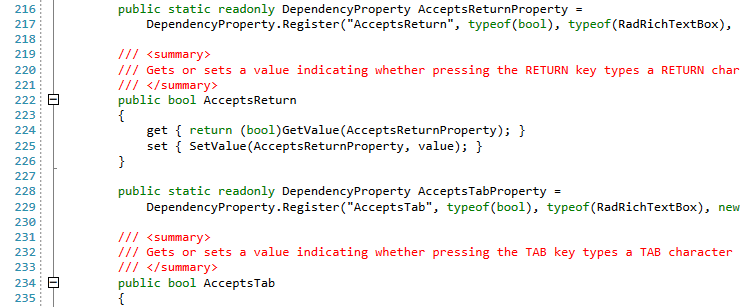 216 public static readonly DependencyProperty AcceptsReturnProperty =
217 DependencyProperty.Register("AcceptsReturn", typeof(bool), typeof(RadRichTextBox),
218
219 /// <summary>
220 /// Gets or sets a value indicating whether pressing the RETURN key types a RETURN char
221 /// </summary>
222 public bool AcceptsReturn
223 {
224 get { return (bool)GetValue(AcceptsReturnProperty); }
225 set { SetValue(AcceptsReturnProperty, value); }
226 }
227
228 public static readonly DependencyProperty AcceptsTabProperty =
229 DependencyProperty.Register("AcceptsTab", typeof(bool), typeof(RadRichTextBox), new
230
231 /// <summary>
232 /// Gets or sets a value indicating whether pressing the TAB key types a TAB character
233 /// </summary>
234 public bool AcceptsTab
235 {